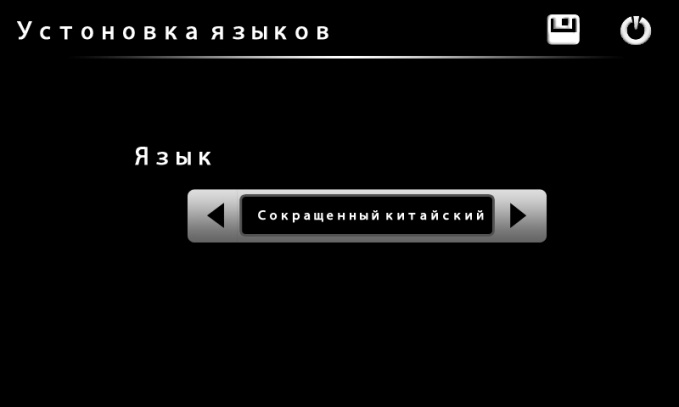 Устоновка языков
Язык
Сокращенный китайский